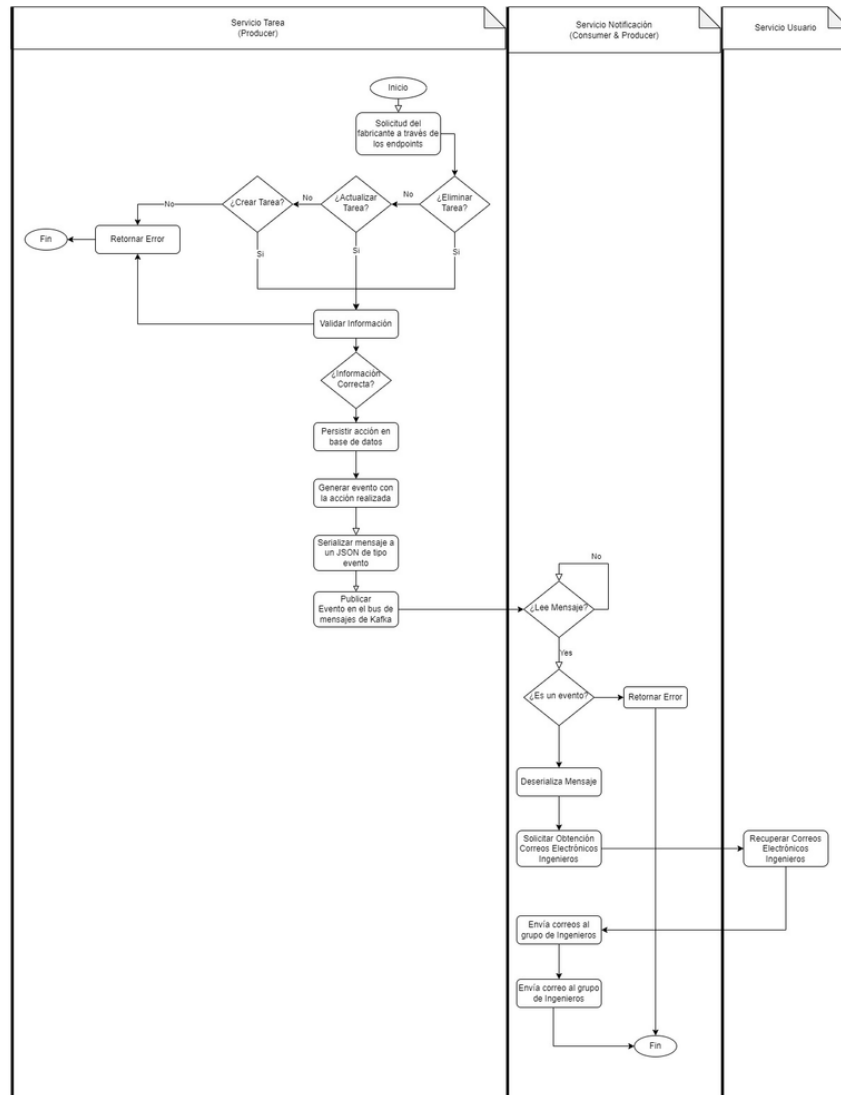 Servicio Tarea
(Producer)
Servicio Notificación
(Consumer & Producer)
Servicio Usuario
Inicio
Solicitud del
fabricante a través de
los endpoints
¿Crear Tarea?
No
¿Actualizar
Tarea?
No
¿Eliminar
Tarea?
No
Fin
Retornar Error
Si
Si
Si
Validar Información
¿Información
Correcta?
Persistir acción en
base de datos
Generar evento con
la acción realizada
Serializar mensaje a
un JSON de tipo
evento
Publicar
Evento en el bus de
mensajes de Kafka
No
¿Lee Mensaje?
Yes
¿Es un evento?
Retornar Error
Deserializa Mensaje
Solicitar Obtención
Correos Electrónicos
Ingenieros
Recuperar Correos
Electrónicos
Ingenieros
Envía correos al
grupo de Ingenieros
Envía correo al grupo
de Ingenieros
Fin